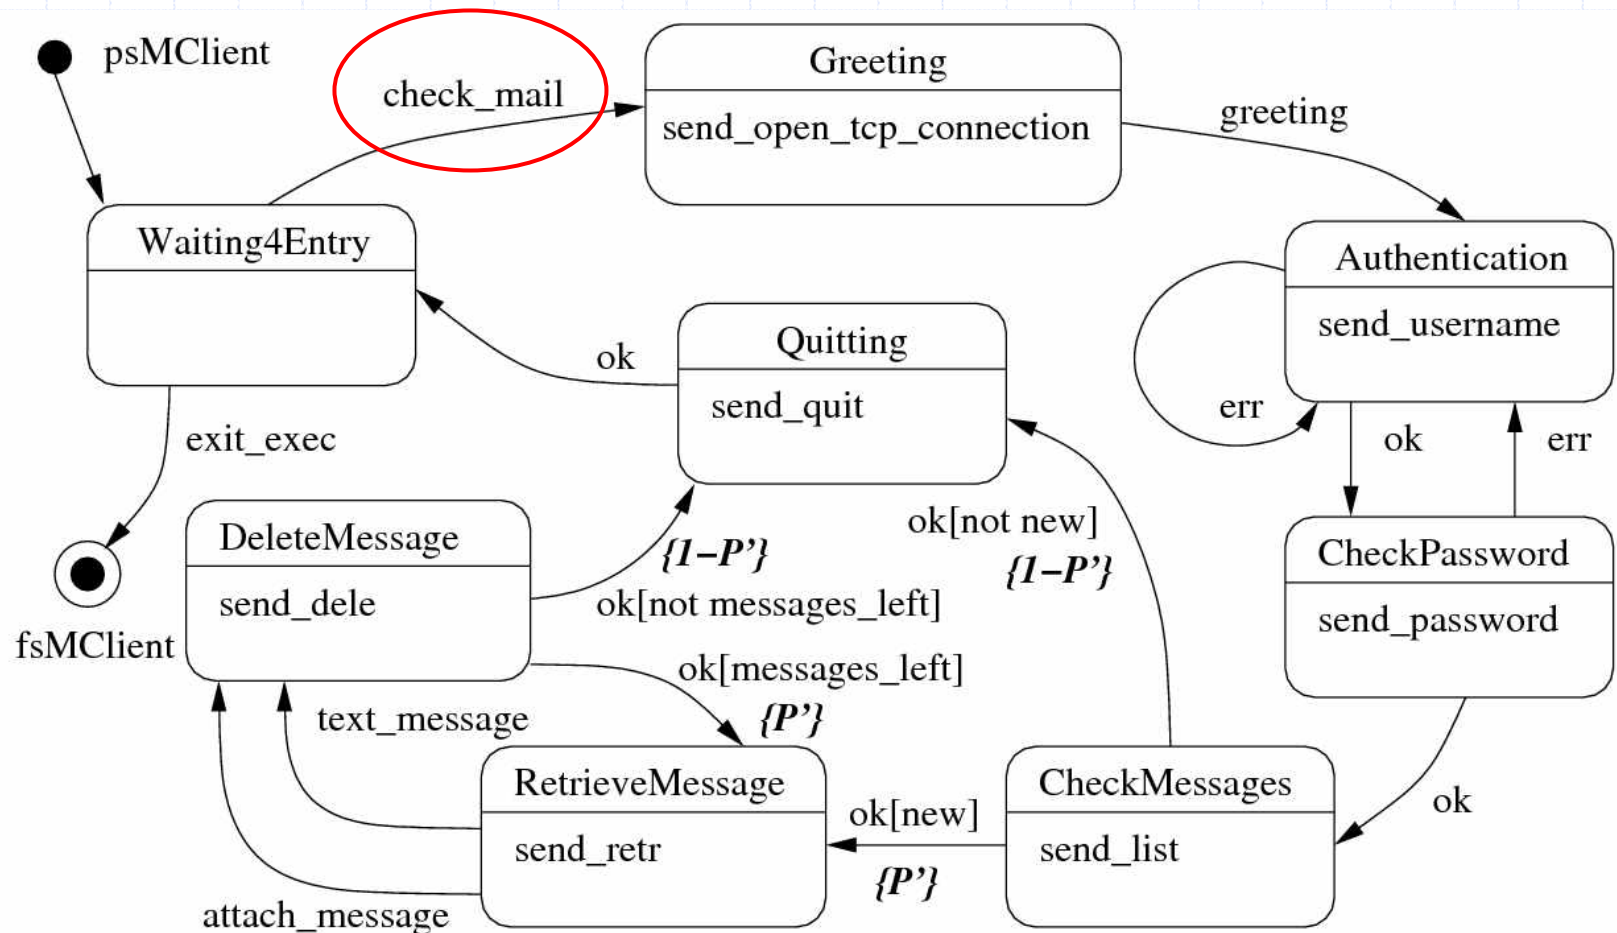 psMClient
check_mail
Greeting
send_open_tcp_connection
greeting
Waiting4Entry
Authentication
send_username
err
ok
err
Quitting
send_quit
ok
exit_exec
fsMClient
DeleteMessage
send_dele
{1–P’}
ok[not messages_left]
ok[not new]
{1–P’}
CheckPassword
send_password
ok[messages_left]
{P’}
text_message
attach_message
RetrieveMessage
send_retr
ok[new]
{P’}
CheckMessages
send_list
ok